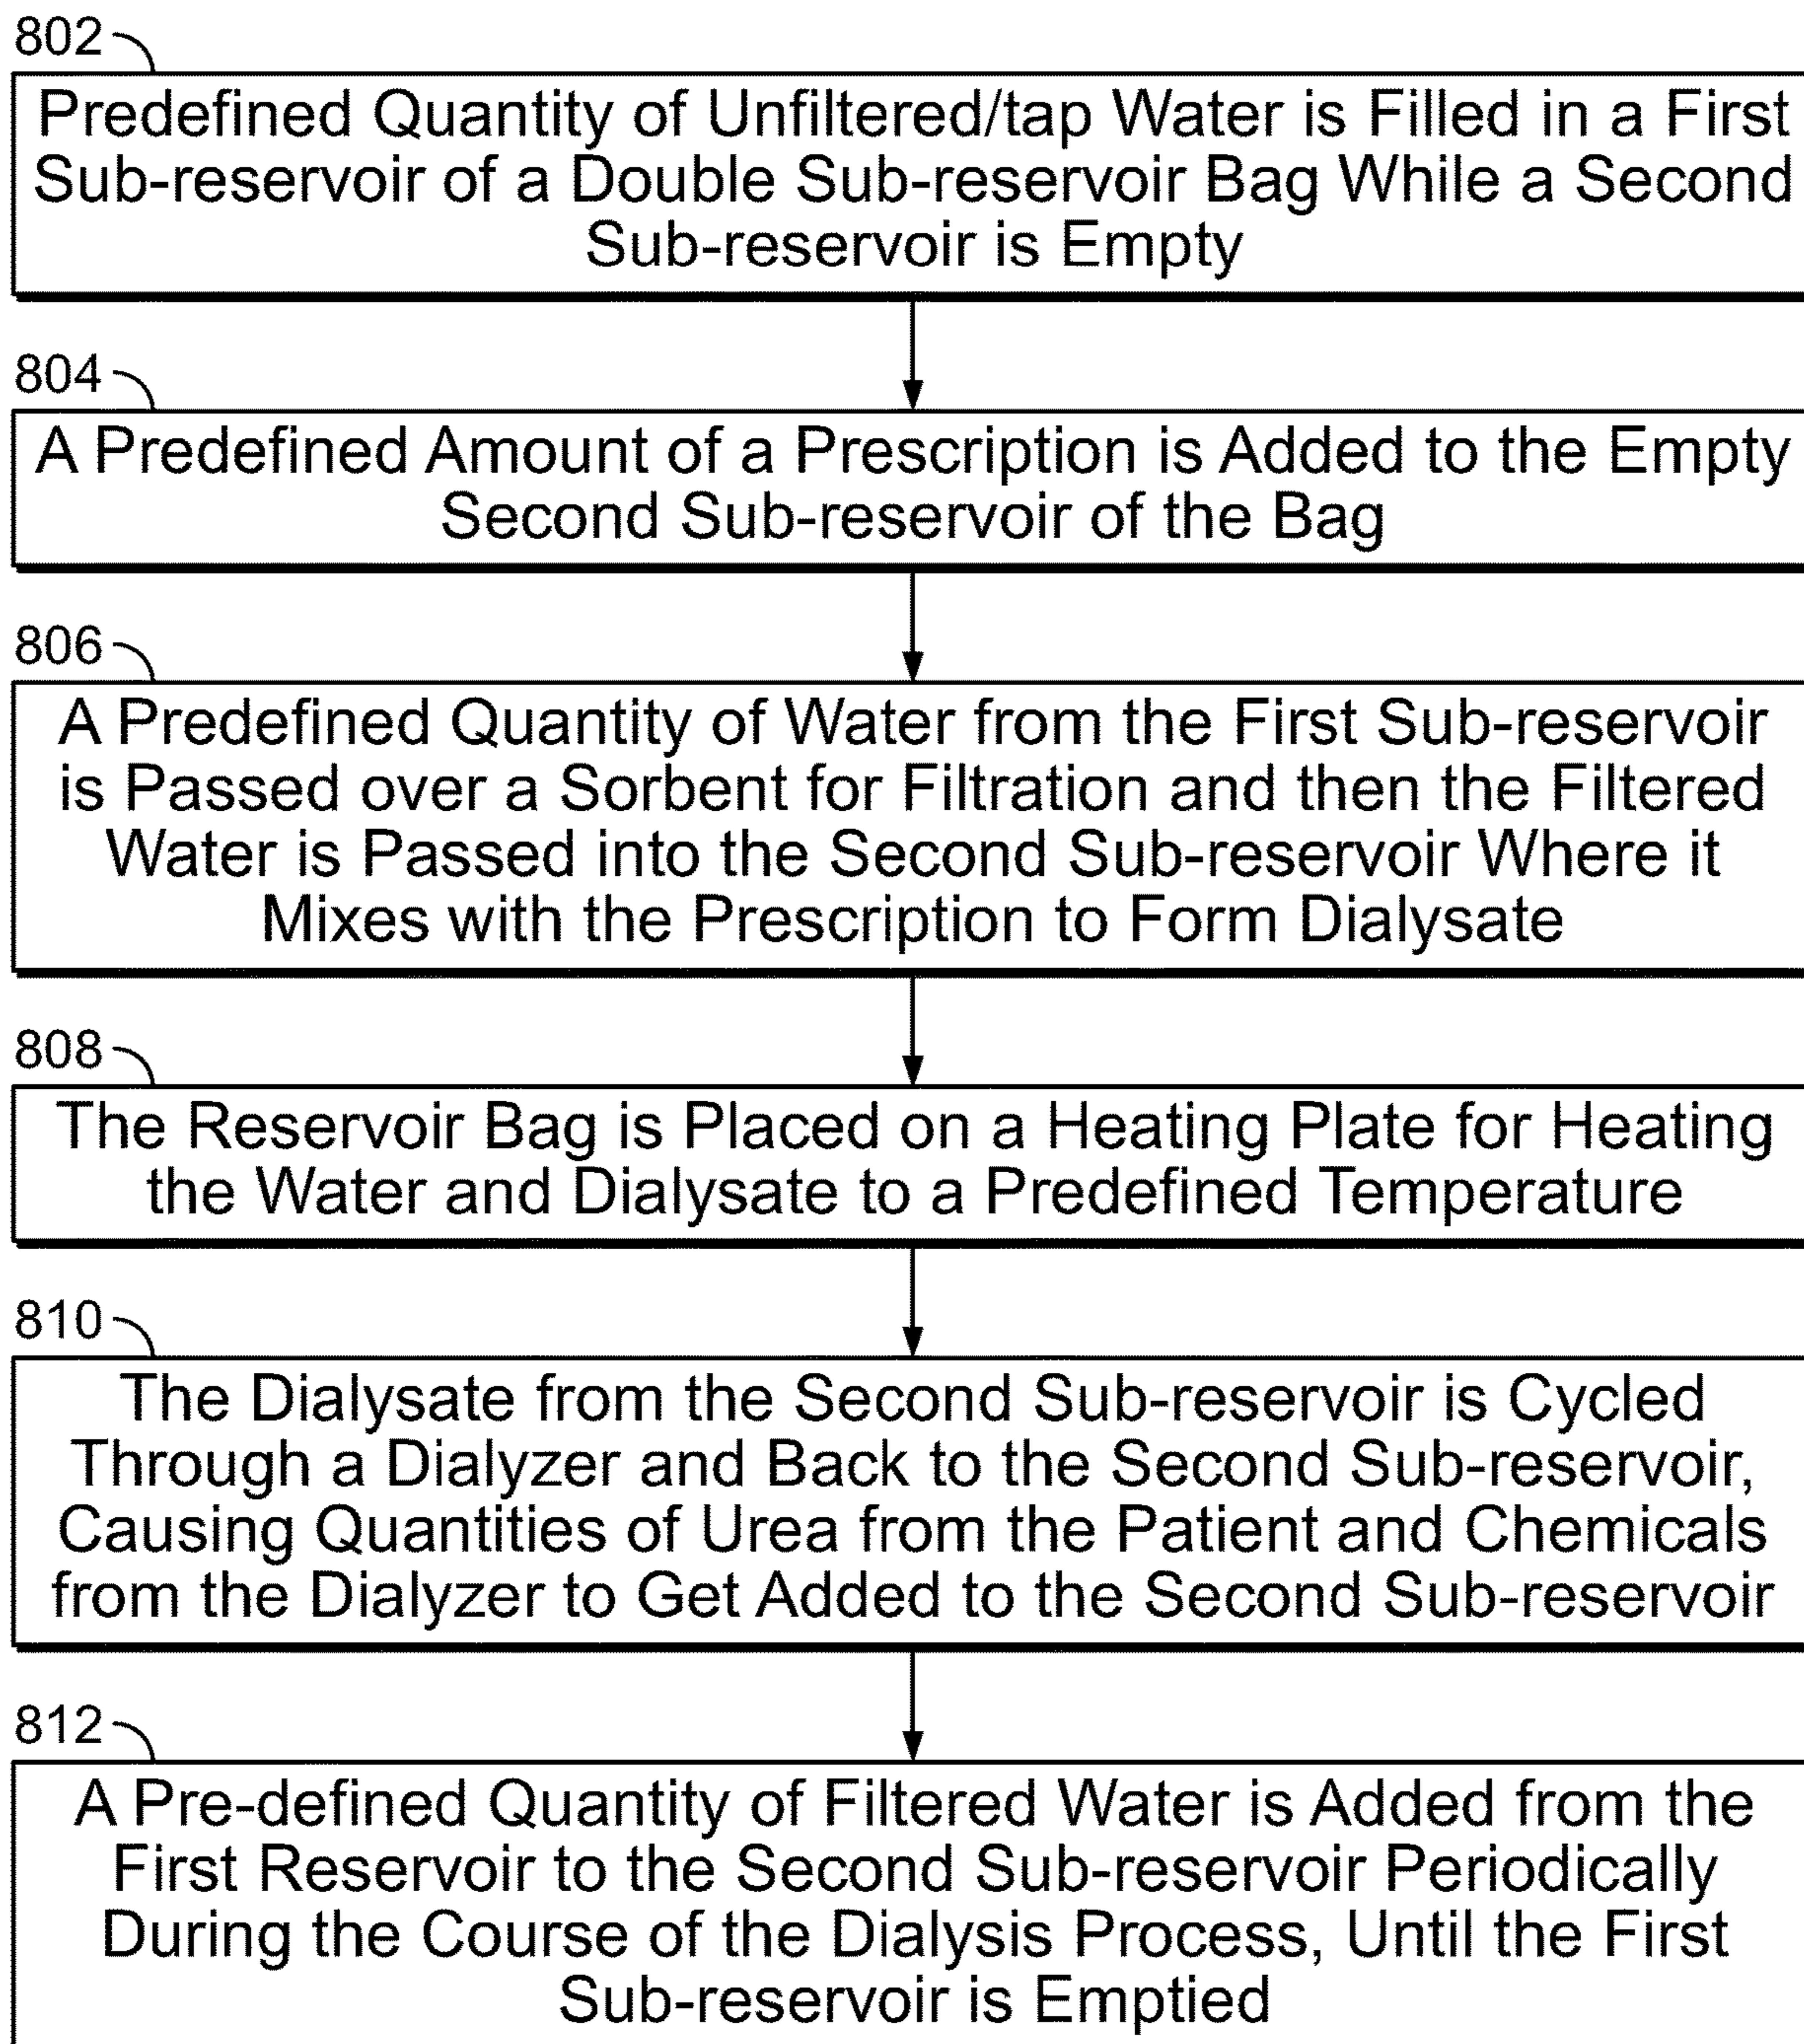 802
Predefined Quantity of Unfiltered/tap Water is Filled in a First
Sub-reservoir of a Double Sub-reservoir Bag While a Second
Sub-reservoir is Empty
804
A Predefined Amount of a Prescription is Added to the Empty
Second Sub-reservoir of the Bag
806
A Predefined Quantity of Water from the First Sub-reservoir
is Passed over a Sorbent for Filtration and then the Filtered
Water is Passed into the Second Sub-reservoir Where it
Mixes with the Prescription to Form Dialysate
808
The Reservoir Bag is Placed on a Heating Plate for Heating
the Water and Dialysate to a Predefined Temperature
810
The Dialysate from the Second Sub-reservoir is Cycled
Through a Dialyzer and Back to the Second Sub-reservoir,
Causing Quantities of Urea from the Patient and Chemicals
from the Dialyzer to Get Added to the Second Sub-reservoir
812
A Pre-defined Quantity of Filtered Water is Added from the
First Reservoir to the Second Sub-reservoir Periodically
During the Course of the Dialysis Process, Until the First
Sub-reservoir is Emptied